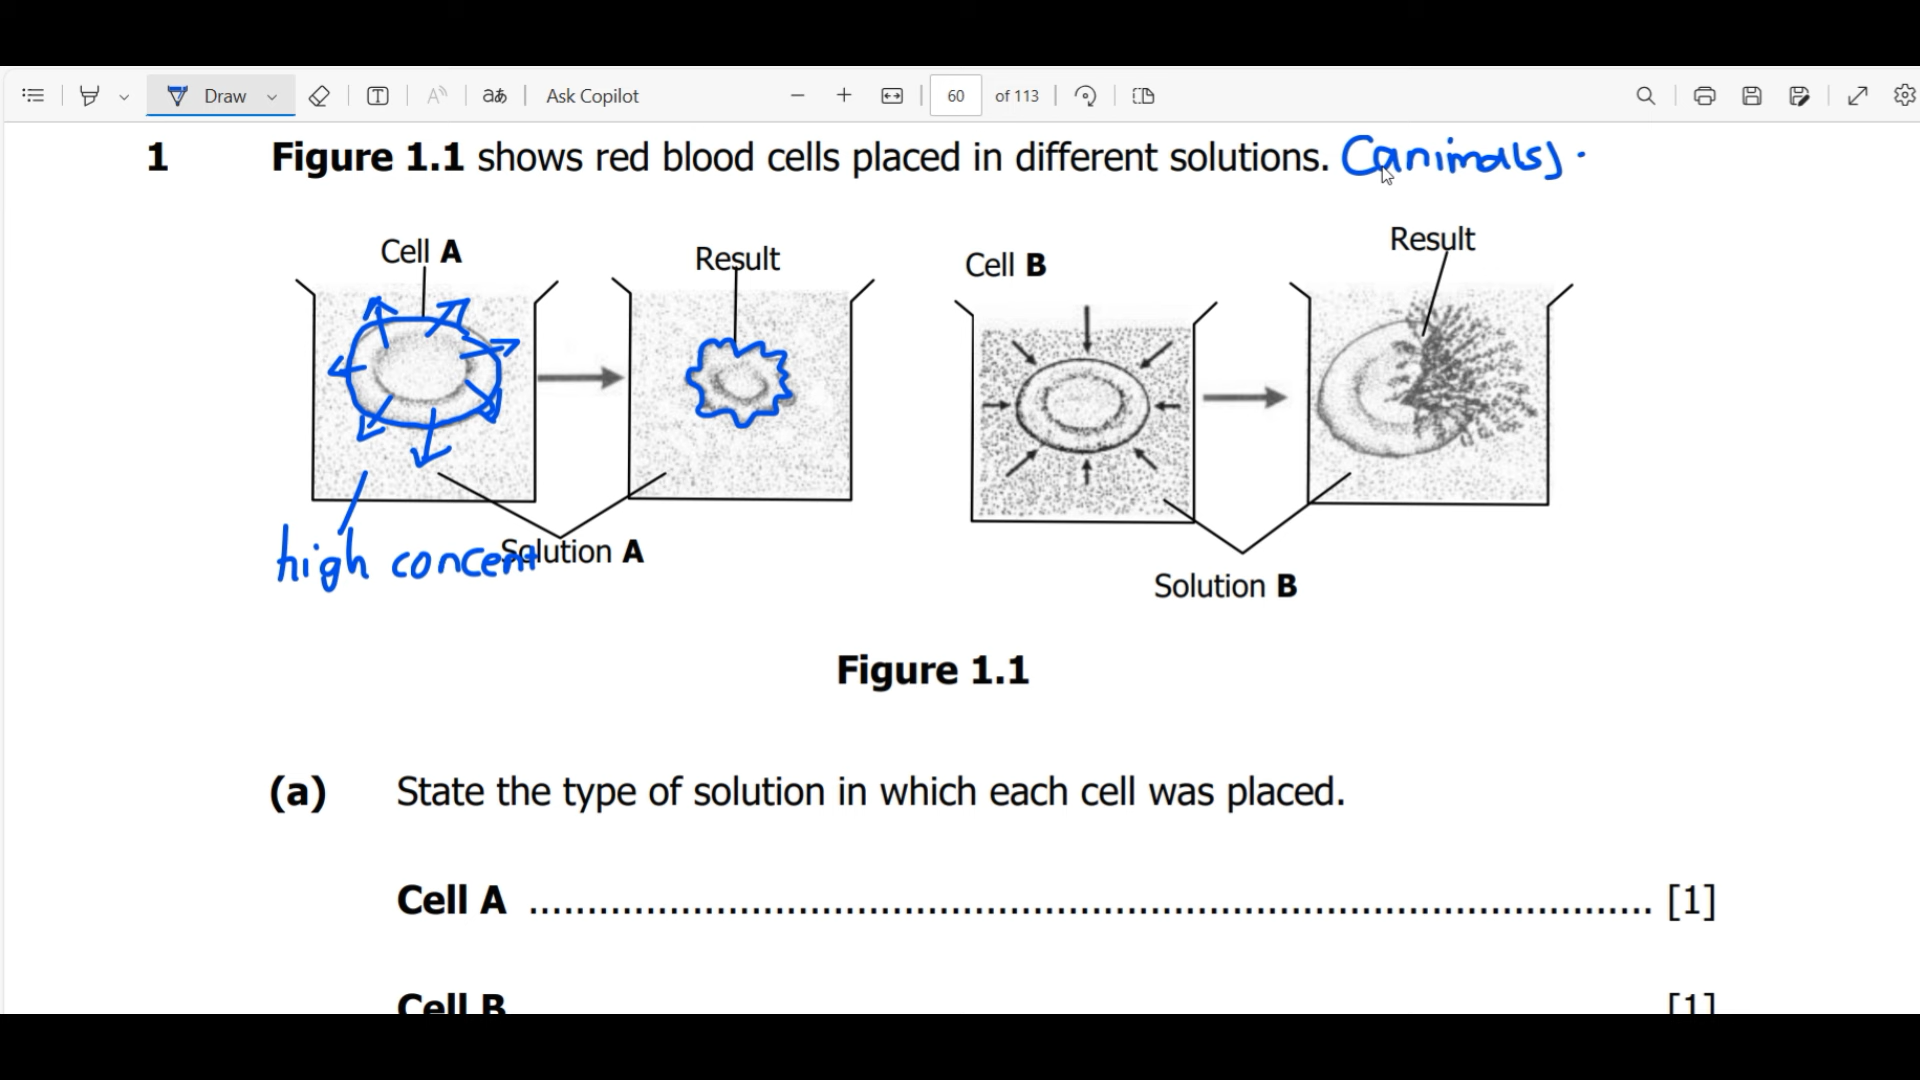 Draw Ask Copilot 60 of 113
1 Figure 1.1 shows red blood cells placed in different solutions. (animals).
Cell A Result Cell B Result
high concent Solution A Solution B
Figure 1.1
(a) State the type of solution in which each cell was placed.
Cell A ........................................................................................ [1]
Cell B [1]